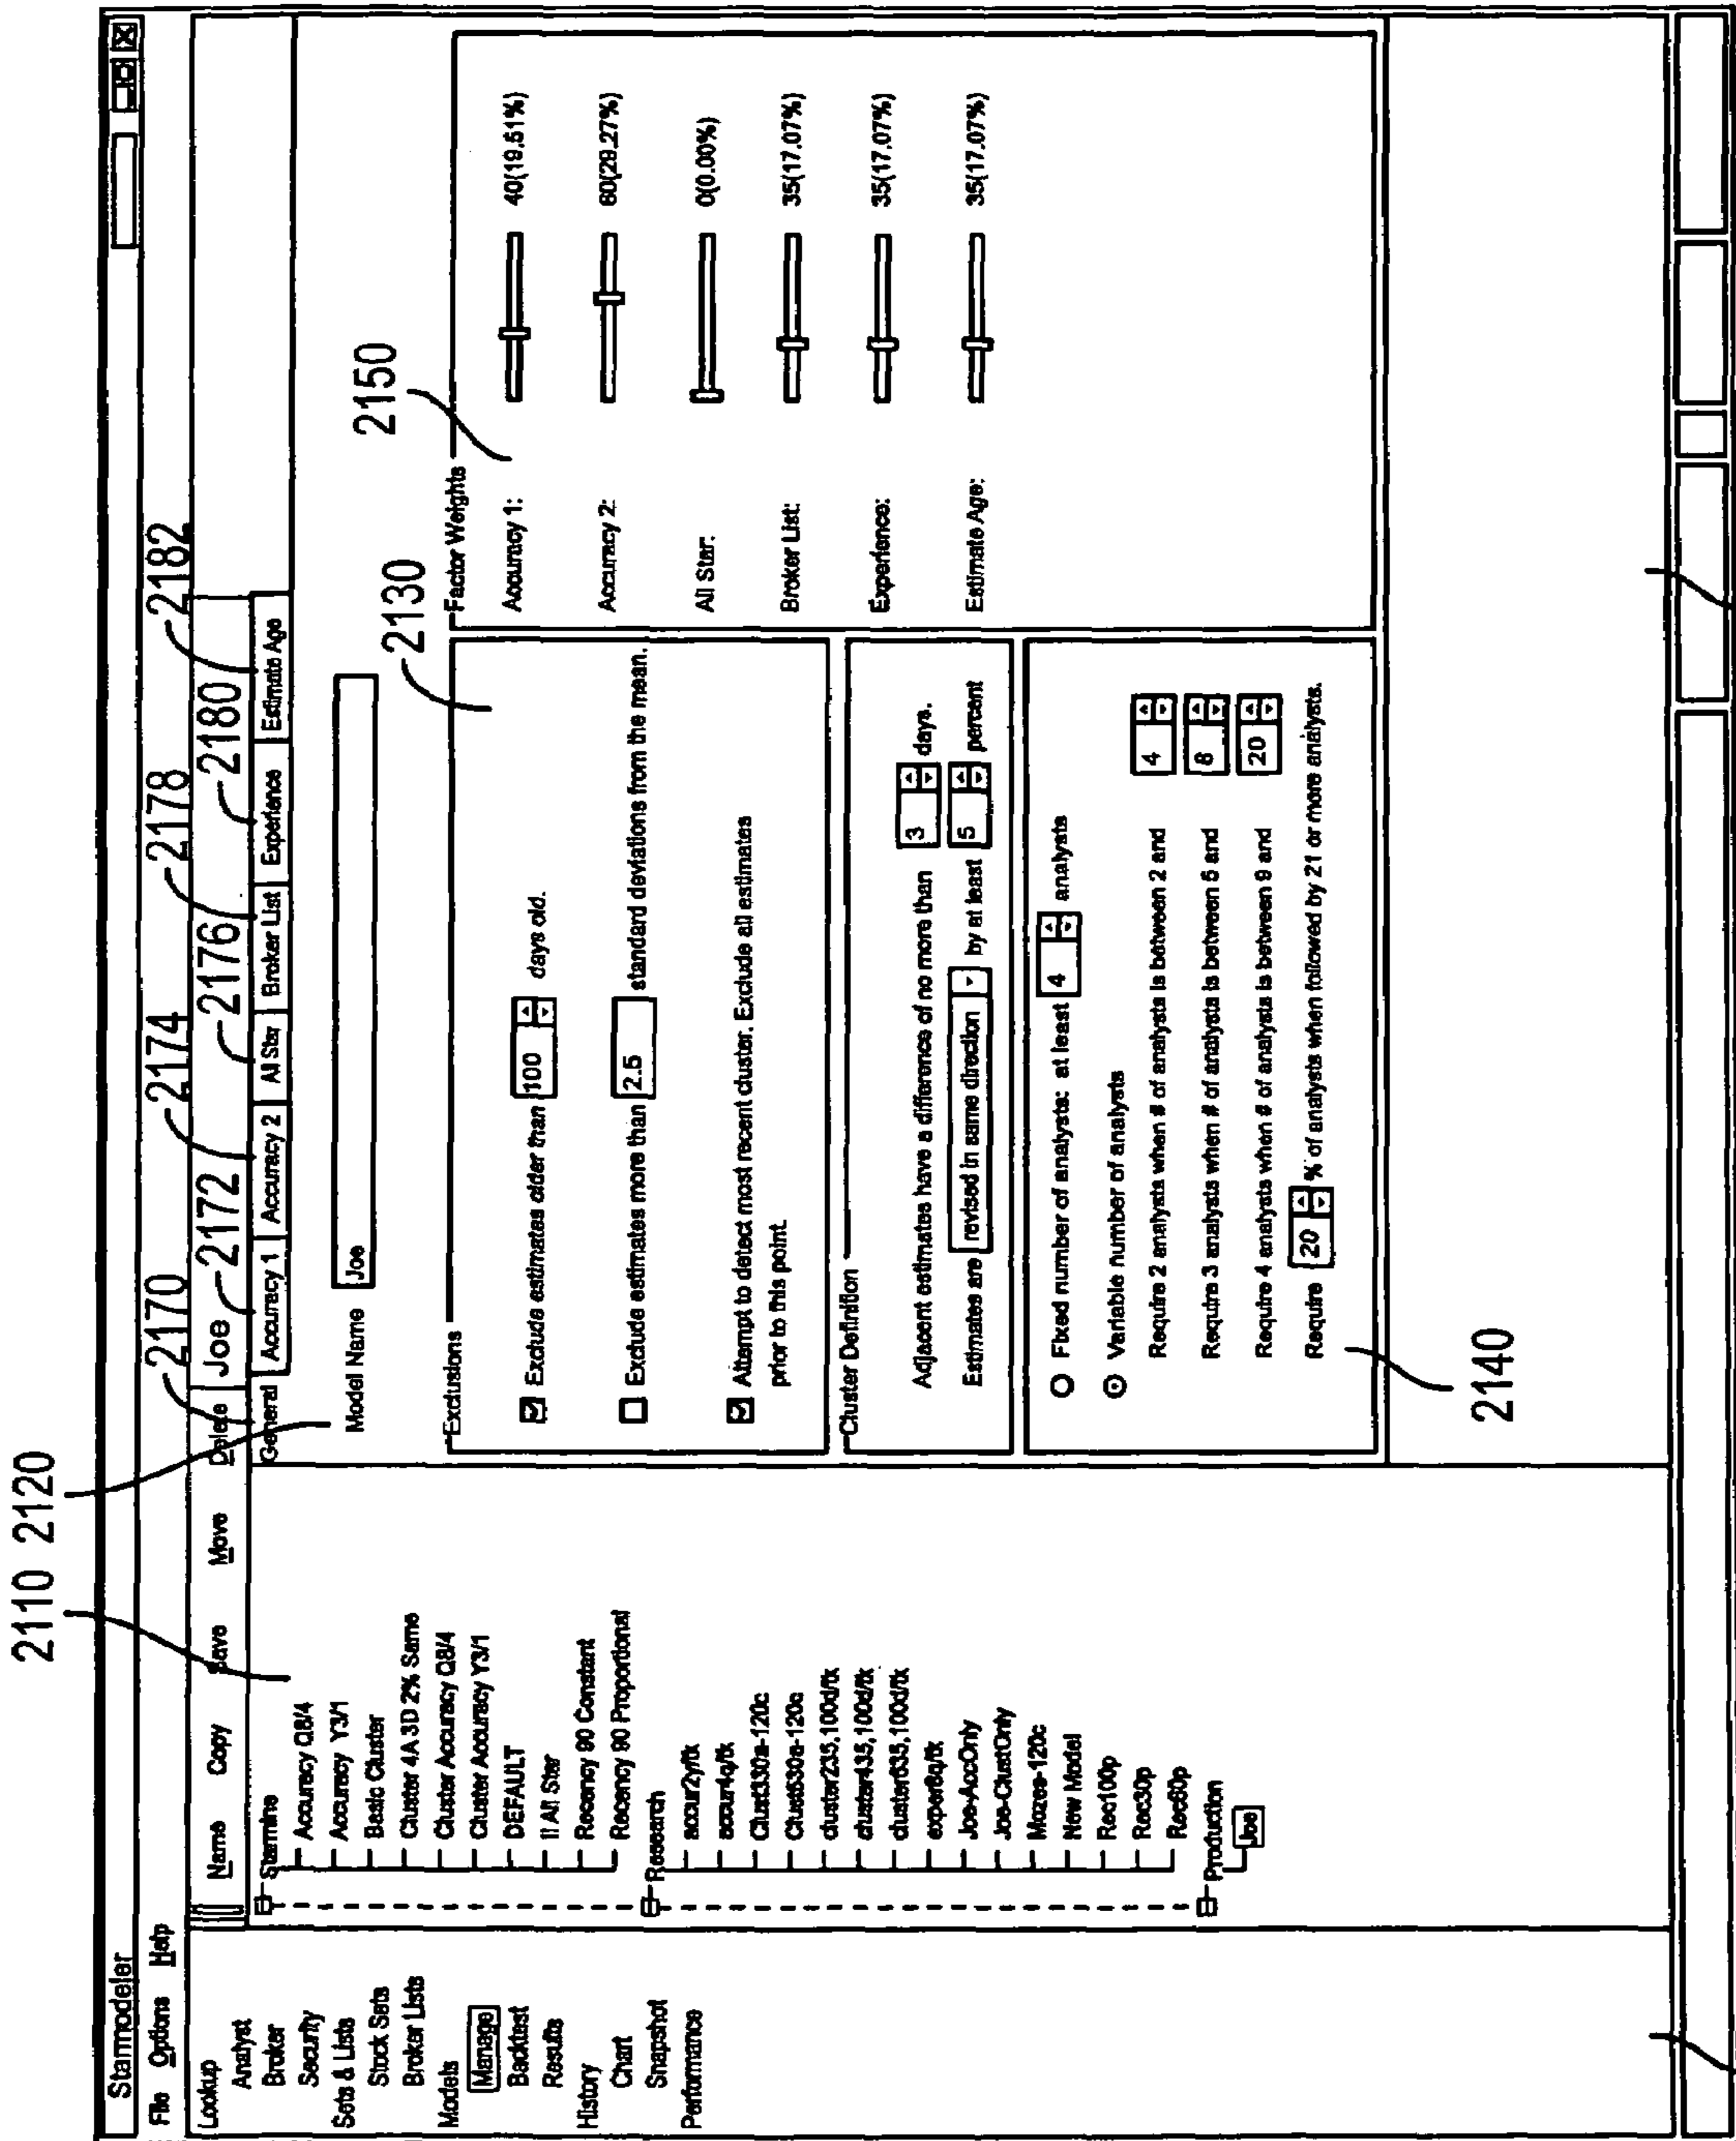 2110 2120
Starmodeler
File Options Help
Name Copy Save Move Delete Joe
2170 2172 2174 2176 2178 2180 2182
General Accuracy 1 Accuracy 2 All Star Broker List Experience Estimate Age
Lookup
Analyst
Broker
Security
Sets & Lists
Stock Sets
Broker Lists
Models
Manage
Backtest
Results
History
Chart
Snapshot
Performance
Starmine
Accuracy Q8/4
Accuracy Y3/1
Basic Cluster
Cluster 4A 3D 2% Same
Cluster Accuracy Q8/4
Cluster Accuracy Y3/1
DEFAULT
II All Star
Recency 90 Constant
Recency 90 Proportional
Research
accur2y/tk
accur4q/tk
Clust330a-120c
Clust630a-120c
cluster235,100d/tk
cluster435,100d/tk
cluster635,100d/tk
exper8q/tk
Joe-AccOnly
Joe-ClustOnly
Mozes-120c
New Model
Rec100p
Rec30p
Rec60p
Production
Joe
Model Name Joe
2130
Exclusions
Exclude estimates older than 100 days old.
Exclude estimates more than 2.5 standard deviations from the mean.
Attempt to detect most recent cluster. Exclude all estimates
prior to this point.
Cluster Definition
Adjacent estimates have a difference of no more than 3 days.
Estimates are revised in same direction by at least 5 percent
Fixed number of analysts: at least 4 analysts
Variable number of analysts
Require 2 analysts when # of analysts is between 2 and 4
Require 3 analysts when # of analysts is between 5 and 8
Require 4 analysts when # of analysts is between 9 and 20
Require 20 % of analysts when followed by 21 or more analysts.
2140
2150
Factor Weights
Accuracy 1: 40(19.51%)
Accuracy 2: 60(29.27%)
All Star: 0(0.00%)
Broker List: 35(17.07%)
Experience: 35(17.07%)
Estimate Age: 35(17.07%)